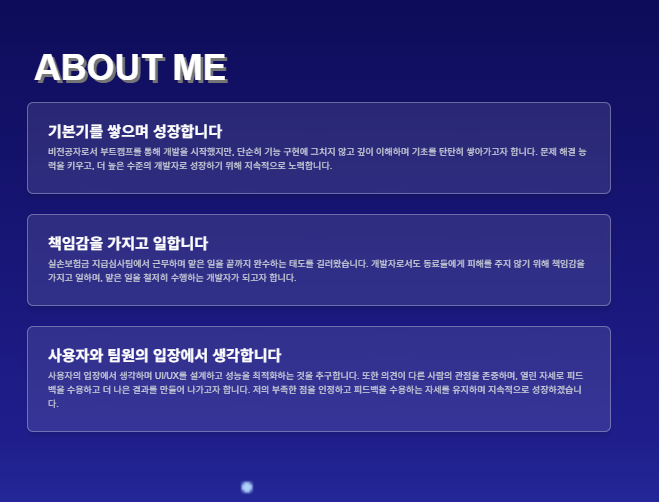 ABOUT ME
기본기를 쌓으며 성장합니다
비전공자로서 부트캠프를 통해 개발을 시작했지만, 단순히 기능 구현에 그치지 않고 깊이 이해하며 기초를 탄탄히 쌓아가고자 합니다. 문제 해결 능
력을 키우고, 더 높은 수준의 개발자로 성장하기 위해 지속적으로 노력합니다.
책임감을 가지고 일합니다
실손보험금 지급심사팀에서 근무하며 맡은 일을 끝까지 완수하는 태도를 길러왔습니다. 개발자로서도 동료들에게 피해를 주지 않기 위해 책임감을
가지고 일하며, 맡은 일을 철저히 수행하는 개발자가 되고자 합니다.
사용자와 팀원의 입장에서 생각합니다
사용자의 입장에서 생각하며 UI/UX를 설계하고 성능을 최적화하는 것을 추구합니다. 또한 의견이 다른 사람의 관점을 존중하며, 열린 자세로 피드
백을 수용하고 더 나은 결과를 만들어 나가고자 합니다. 저의 부족한 점을 인정하고 피드백을 수용하는 자세를 유지하며 지속적으로 성장하겠습니
다.